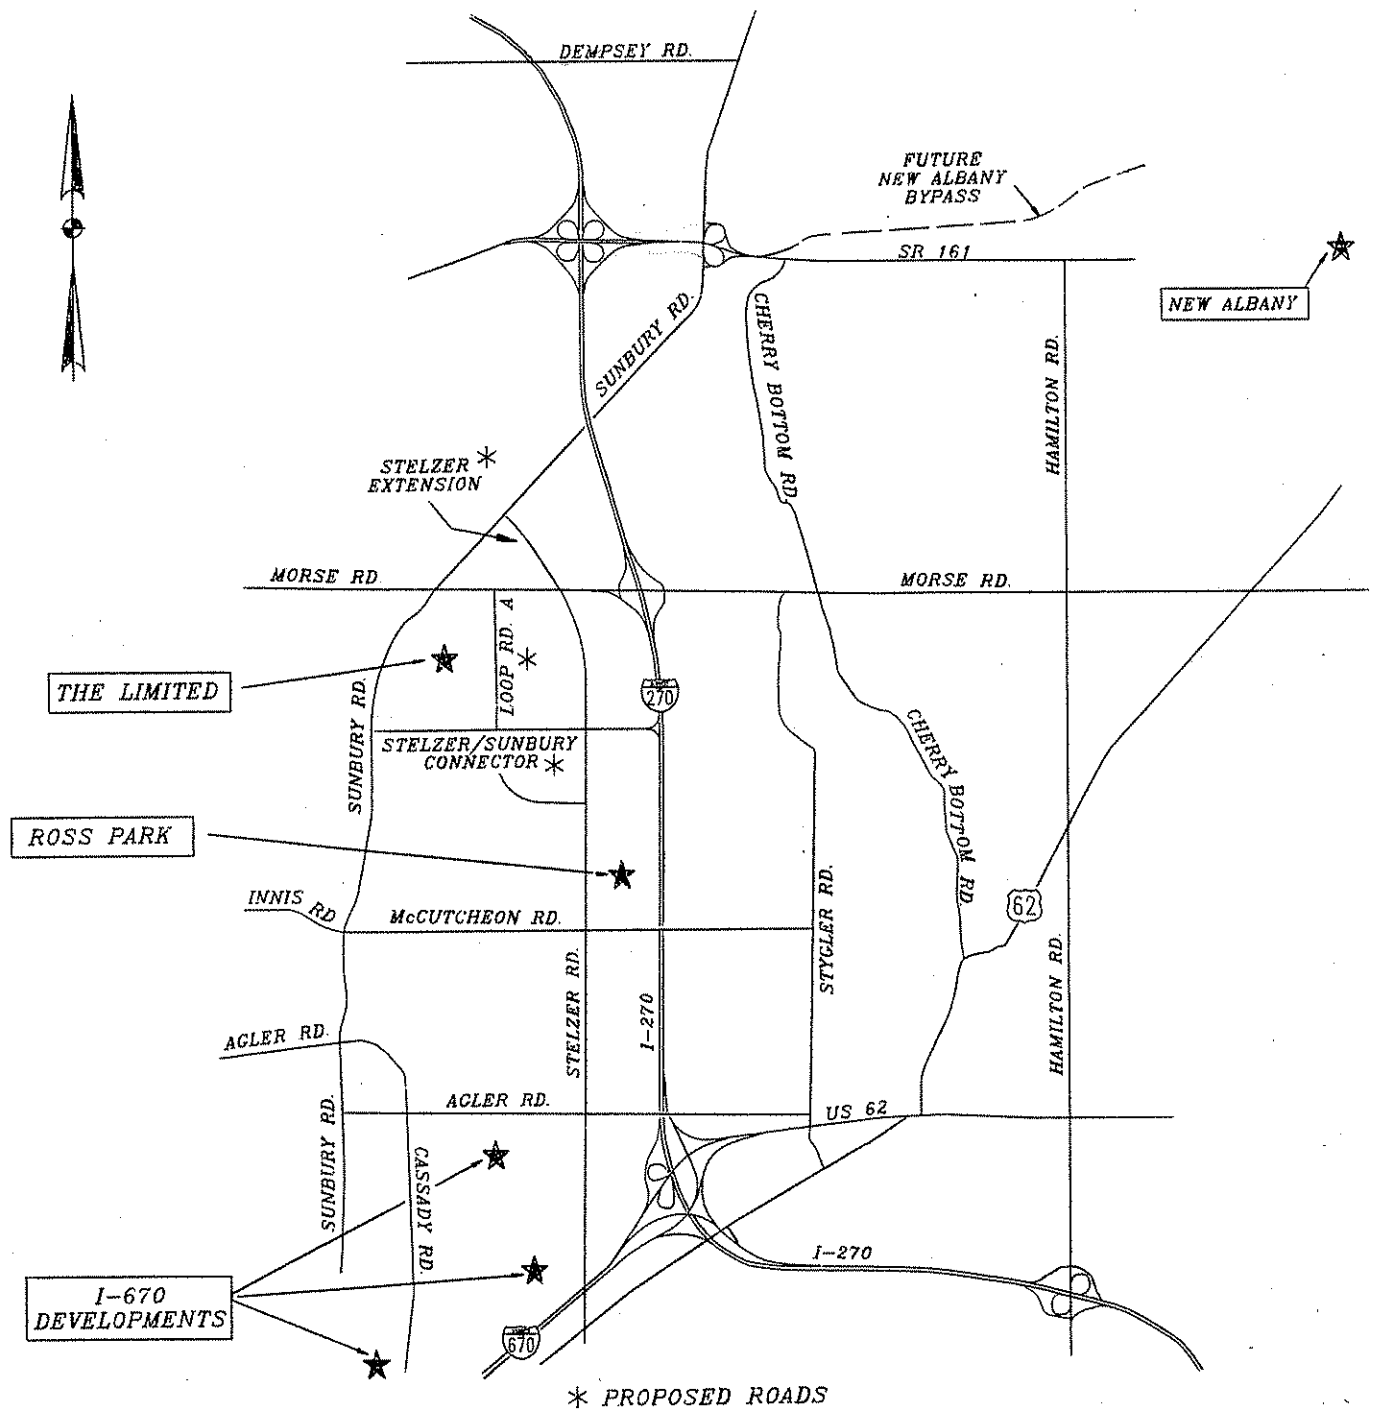 DEMPSEY RD.
FUTURE
NEW ALBANY
BYPASS
SR 161
NEW ALBANY
SUNBURY RD.
CHERRY BOTTOM RD.
HAMILTON RD.
STELZER *
EXTENSION
MORSE RD.
MORSE RD.
LOOP RD. A
*
THE LIMITED
270
SUNBURY RD.
STELZER/SUNBURY
CONNECTOR *
CHERRY BOTTOM RD.
ROSS PARK
INNIS RD.
McCUTCHEON RD.
STYGLER RD.
62
STELZER RD.
I-270
HAMILTON RD.
AGLER RD.
AGLER RD.
US 62
SUNBURY RD.
CASSADY RD.
I-270
I-670
DEVELOPMENTS
670
* PROPOSED ROADS